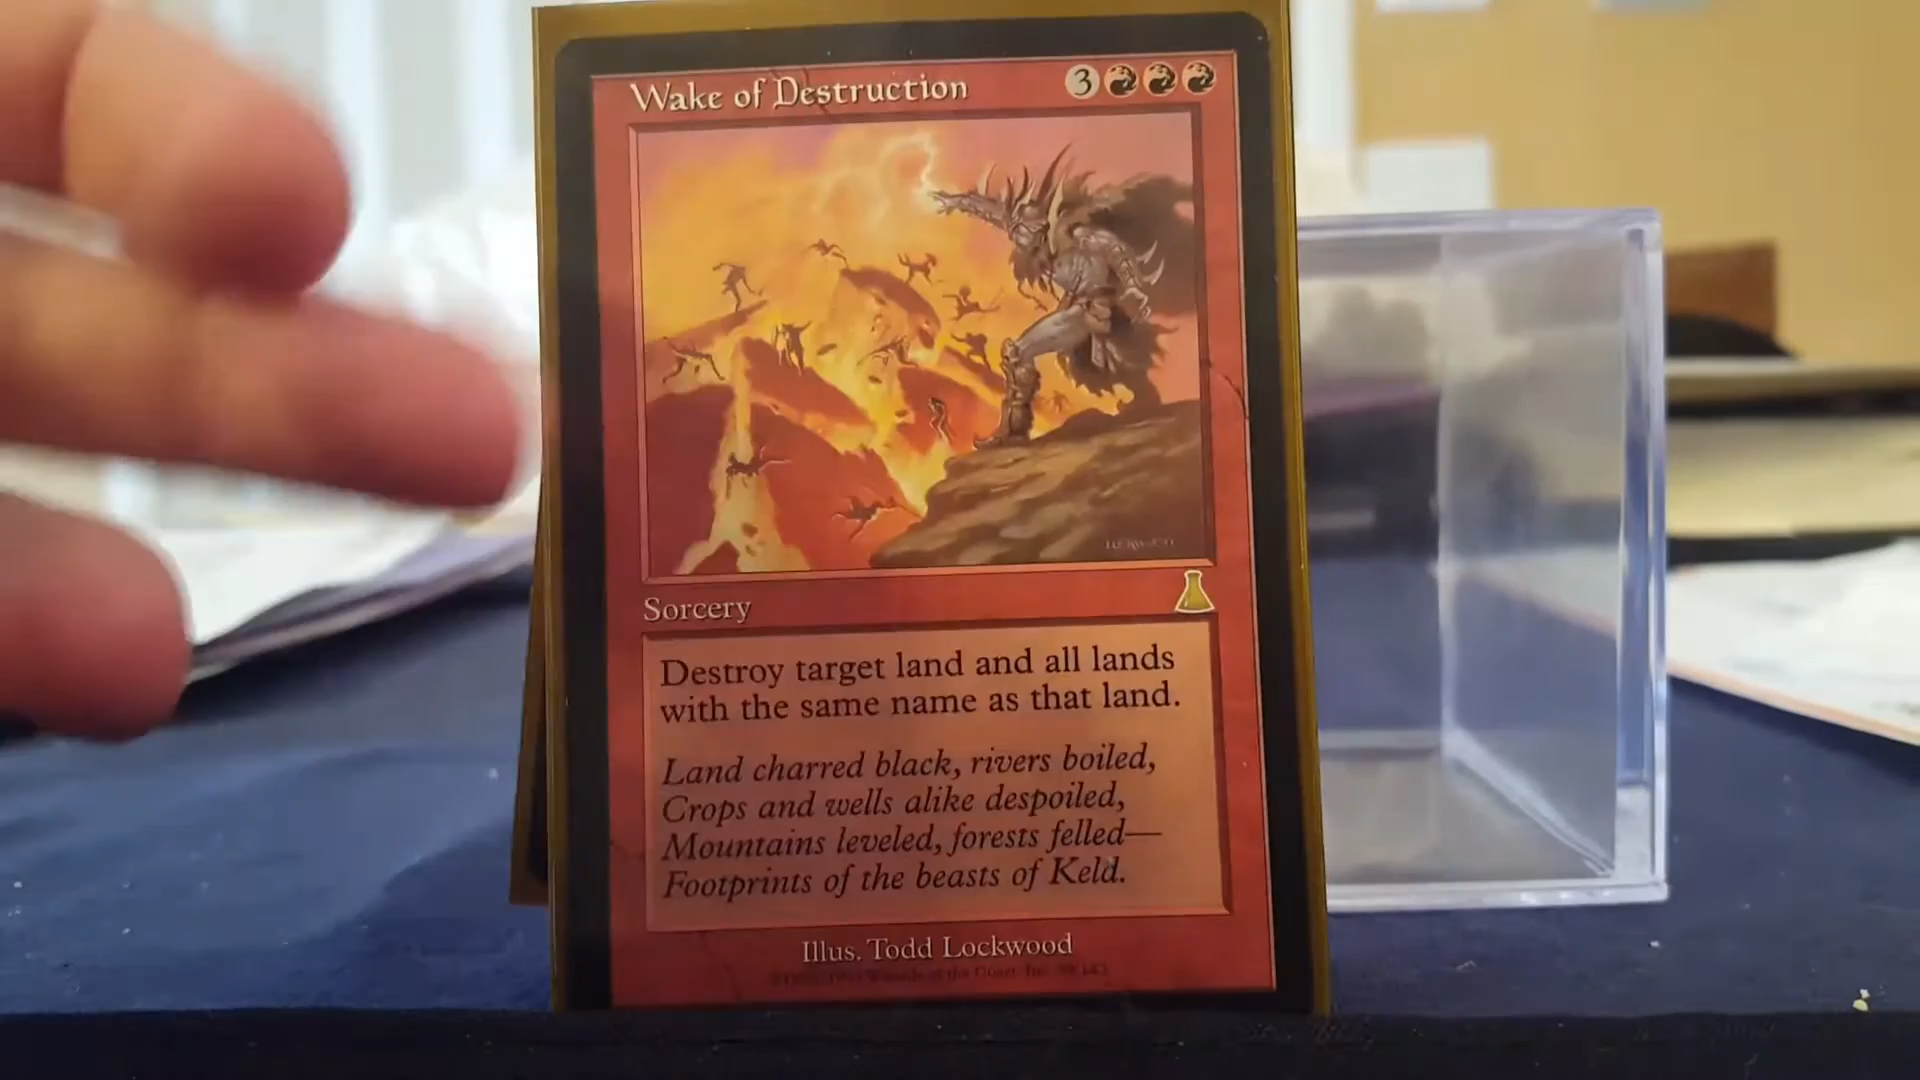 Wake of Destruction
3
Sorcery
Destroy target land and all lands
with the same name as that land.
Land charred black, rivers boiled,
Crops and wells alike despoiled,
Mountains leveled, forests felled—
Footprints of the beasts of Keld.
Illus. Todd Lockwood